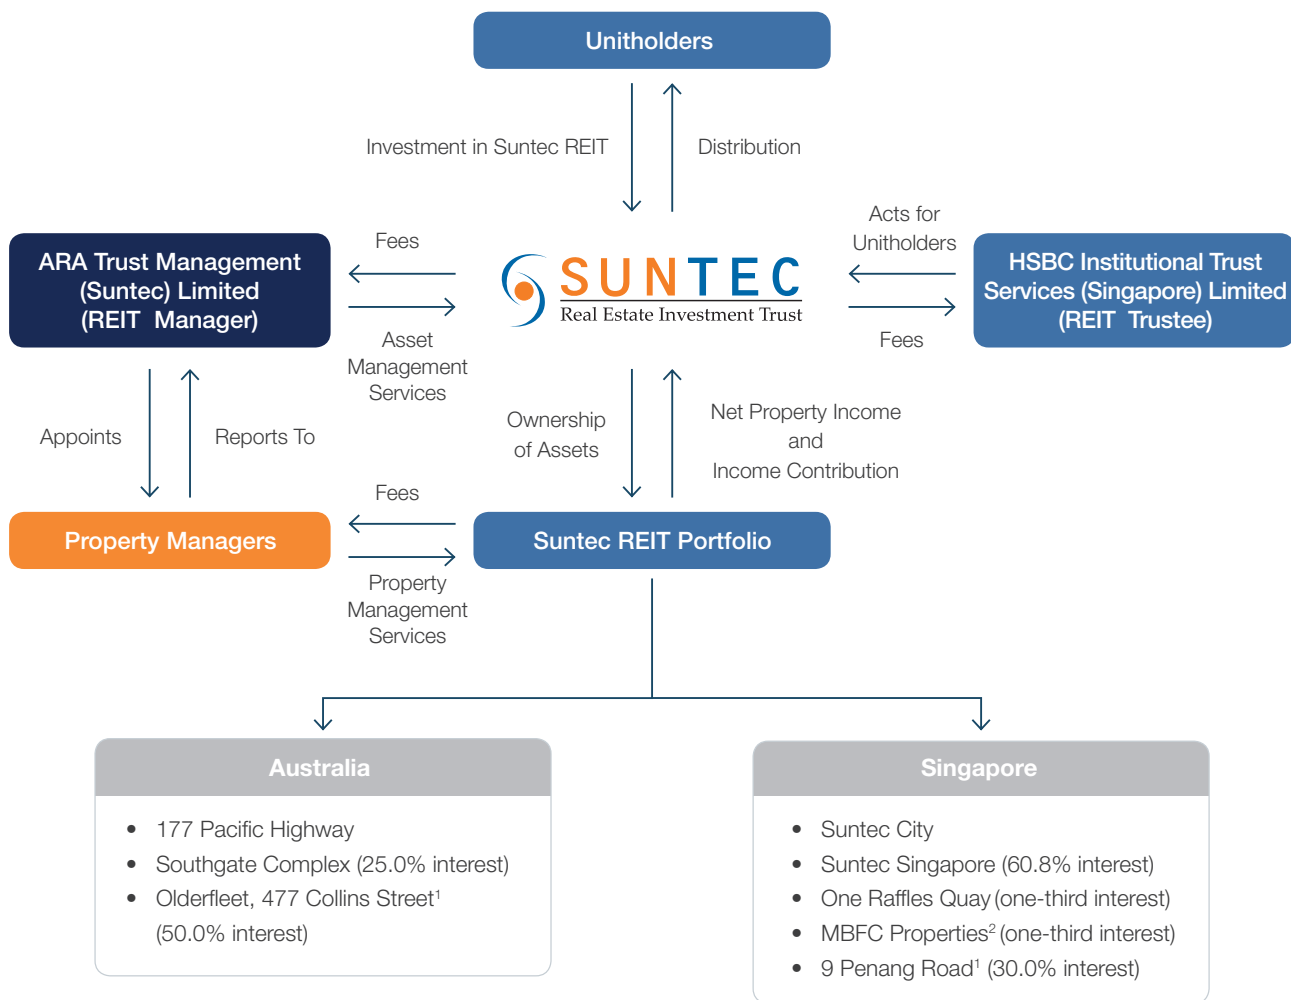 Unitholders
Investment in Suntec REIT
Distribution
ARA Trust Management
(Suntec) Limited
(REIT Manager)
Fees
Asset
Management
Services
SUNTEC
Real Estate Investment Trust
Acts for
Unitholders
Fees
HSBC Institutional Trust
Services (Singapore) Limited
(REIT Trustee)
Appoints
Reports To
Ownership
of Assets
Net Property Income
and
Income Contribution
Property Managers
Fees
Property
Management
Services
Suntec REIT Portfolio
Australia
• 177 Pacific Highway
• Southgate Complex (25.0% interest)
• Olderfleet, 477 Collins Street¹
(50.0% interest)
Singapore
• Suntec City
• Suntec Singapore (60.8% interest)
• One Raffles Quay (one-third interest)
• MBFC Properties² (one-third interest)
• 9 Penang Road¹ (30.0% interest)